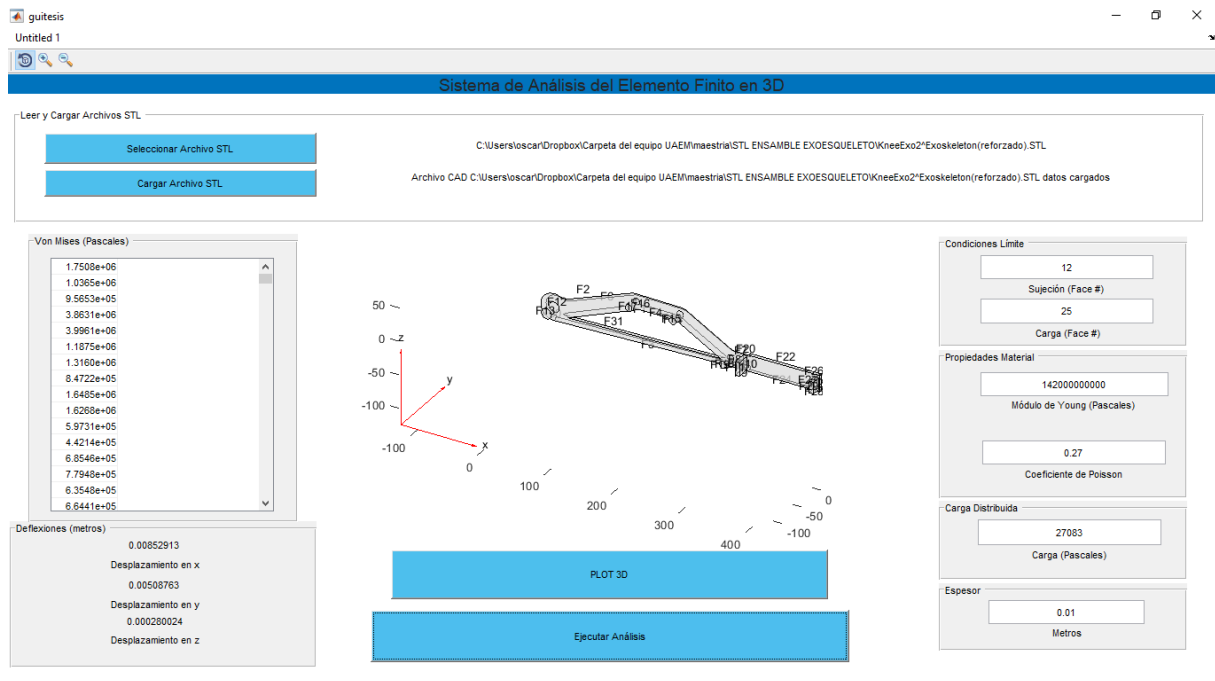 guitesis
Untitled 1
Sistema de Análisis del Elemento Finito en 3D
Leer y Cargar Archivos STL
Seleccionar Archivo STL
C:\Users\oscar\Dropbox\Carpeta del equipo UAEM\maestria\STL ENSAMBLE EXOESQUELETO\KneeExo2^Exoskeleton(reforzado).STL
Cargar Archivo STL
Archivo CAD C:\Users\oscar\Dropbox\Carpeta del equipo UAEM\maestria\STL ENSAMBLE EXOESQUELETO\KneeExo2^Exoskeleton(reforzado).STL datos cargados
Von Mises (Pascales)
1.7508e+06
1.0365e+06
9.5653e+05
3.8631e+05
3.9961e+06
1.1875e+06
1.3160e+06
8.4722e+05
1.6485e+06
1.6268e+06
5.9731e+05
4.4214e+05
6.8546e+05
7.7948e+05
6.3548e+05
6.6441e+05
Deflexiones (metros)
0.00852913
Desplazamiento en x
0.00508763
Desplazamiento en y
0.000280024
Desplazamiento en z
50
0
-50
-100
z
y
x
-100
0
100
200
300
400
0
-50
-100
F2
F12
F13
F31
F16
F4
F20
F22
F26
PLOT 3D
Ejecutar Análisis
Condiciones Límite
12
Sujeción (Face #)
25
Carga (Face #)
Propiedades Material
142000000000
Módulo de Young (Pascales)
0.27
Coeficiente de Poisson
Carga Distribuida
27083
Carga (Pascales)
Espesor
0.01
Metros